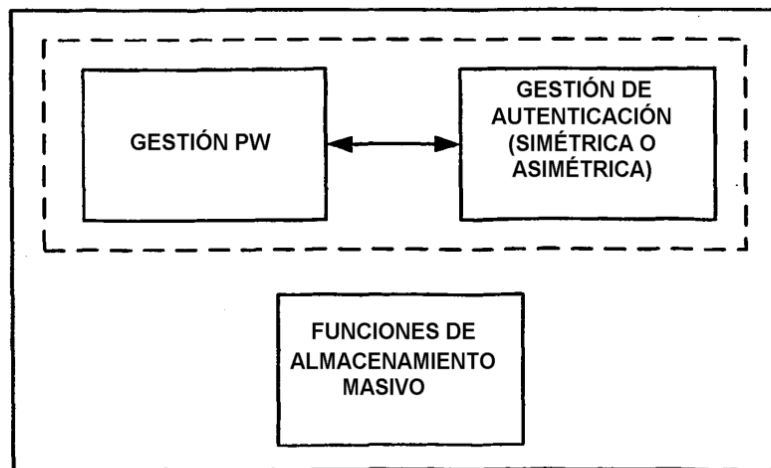 GESTIÓN PW
GESTIÓN DE
AUTENTICACIÓN
(SIMÉTRICA O
ASIMÉTRICA)
FUNCIONES DE
ALMACENAMIENTO
MASIVO